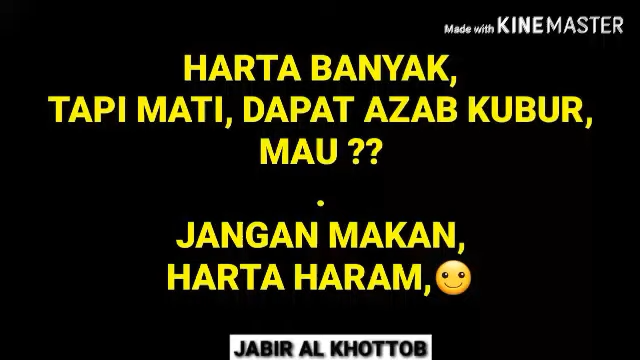 Made with KINEMASTER
HARTA BANYAK,
TAPI MATI, DAPAT AZAB KUBUR,
MAU ??
.
JANGAN MAKAN,
HARTA HARAM,🙂
JABIR AL KHOTTOB